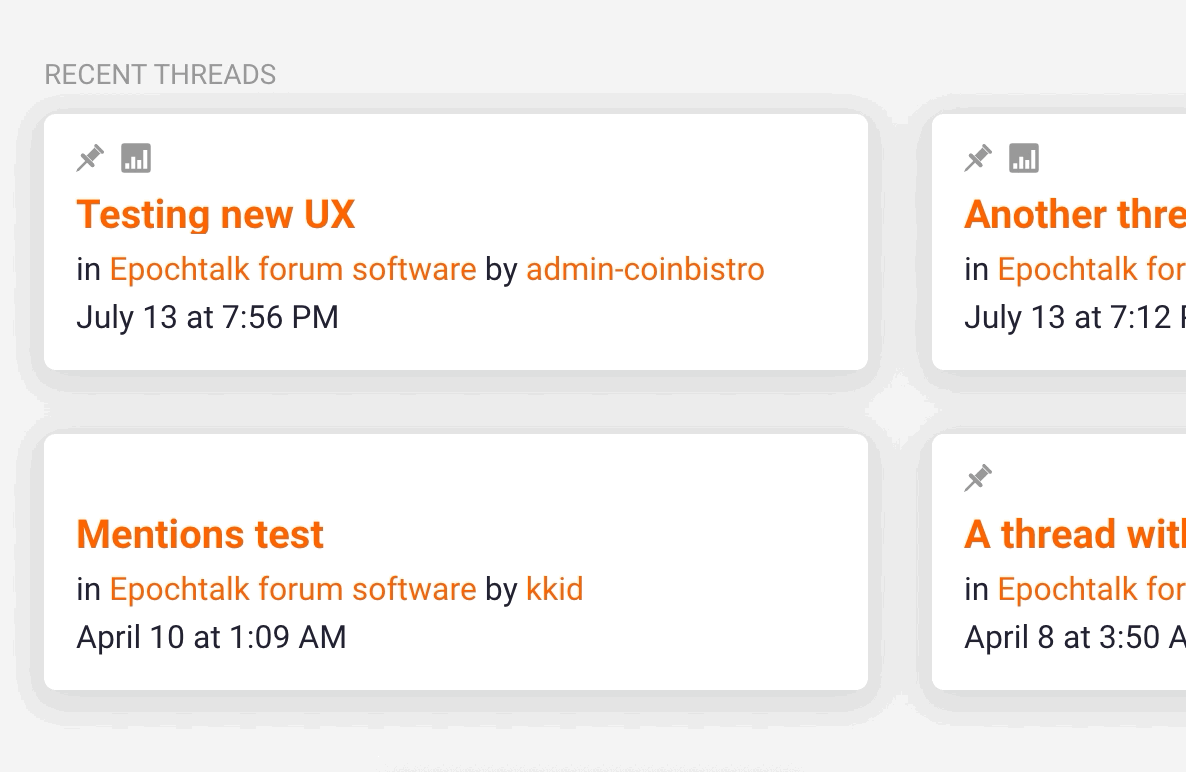 RECENT THREADS
Testing new UX
in Epochtalk forum software by admin-coinbistro
July 13 at 7:56 PM
Another thre
in Epochtalk for
July 13 at 7:12 P
Mentions test
in Epochtalk forum software by kkid
April 10 at 1:09 AM
A thread with
in Epochtalk for
April 8 at 3:50 A